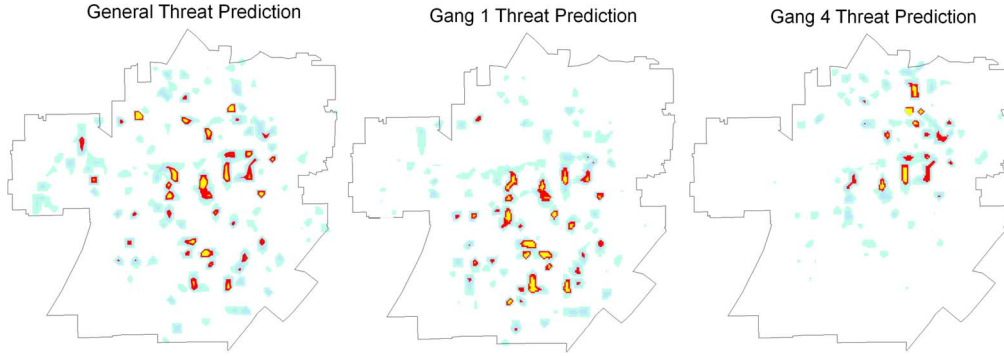 General Threat Prediction
Gang 1 Threat Prediction
Gang 4 Threat Prediction